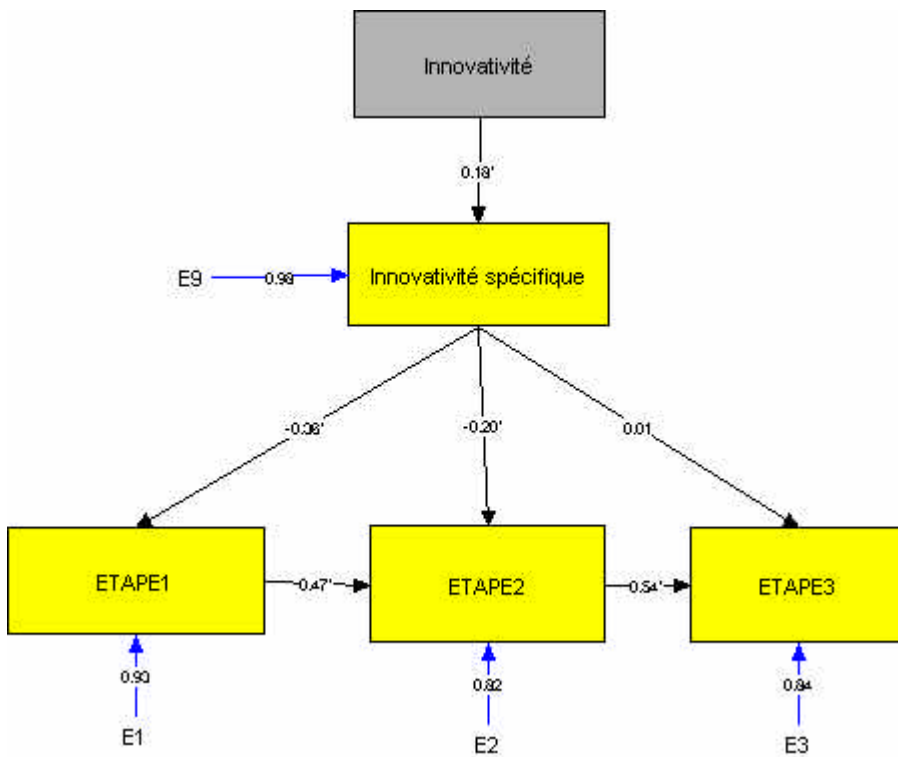 Innovativité
0.18*
Innovativité spécifique
E9
0.98
-0.36*
-0.20*
0.01
ETAPE1
0.47*
ETAPE2
0.54*
ETAPE3
0.93
0.82
0.84
E1
E2
E3